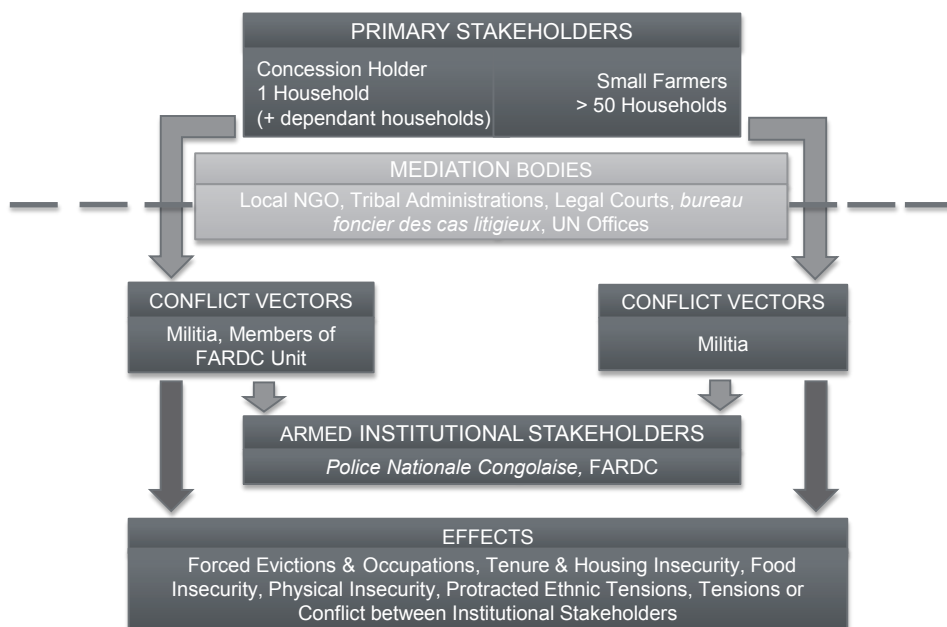 PRIMARY STAKEHOLDERS
Concession Holder
1 Household
(+ dependant households)
Small Farmers
> 50 Households
MEDIATION BODIES
Local NGO, Tribal Administrations, Legal Courts, bureau
foncier des cas litigieux, UN Offices
CONFLICT VECTORS
Militia, Members of
FARDC Unit
CONFLICT VECTORS
Militia
ARMED INSTITUTIONAL STAKEHOLDERS
Police Nationale Congolaise, FARDC
EFFECTS
Forced Evictions & Occupations, Tenure & Housing Insecurity, Food
Insecurity, Physical Insecurity, Protracted Ethnic Tensions, Tensions or
Conflict between Institutional Stakeholders